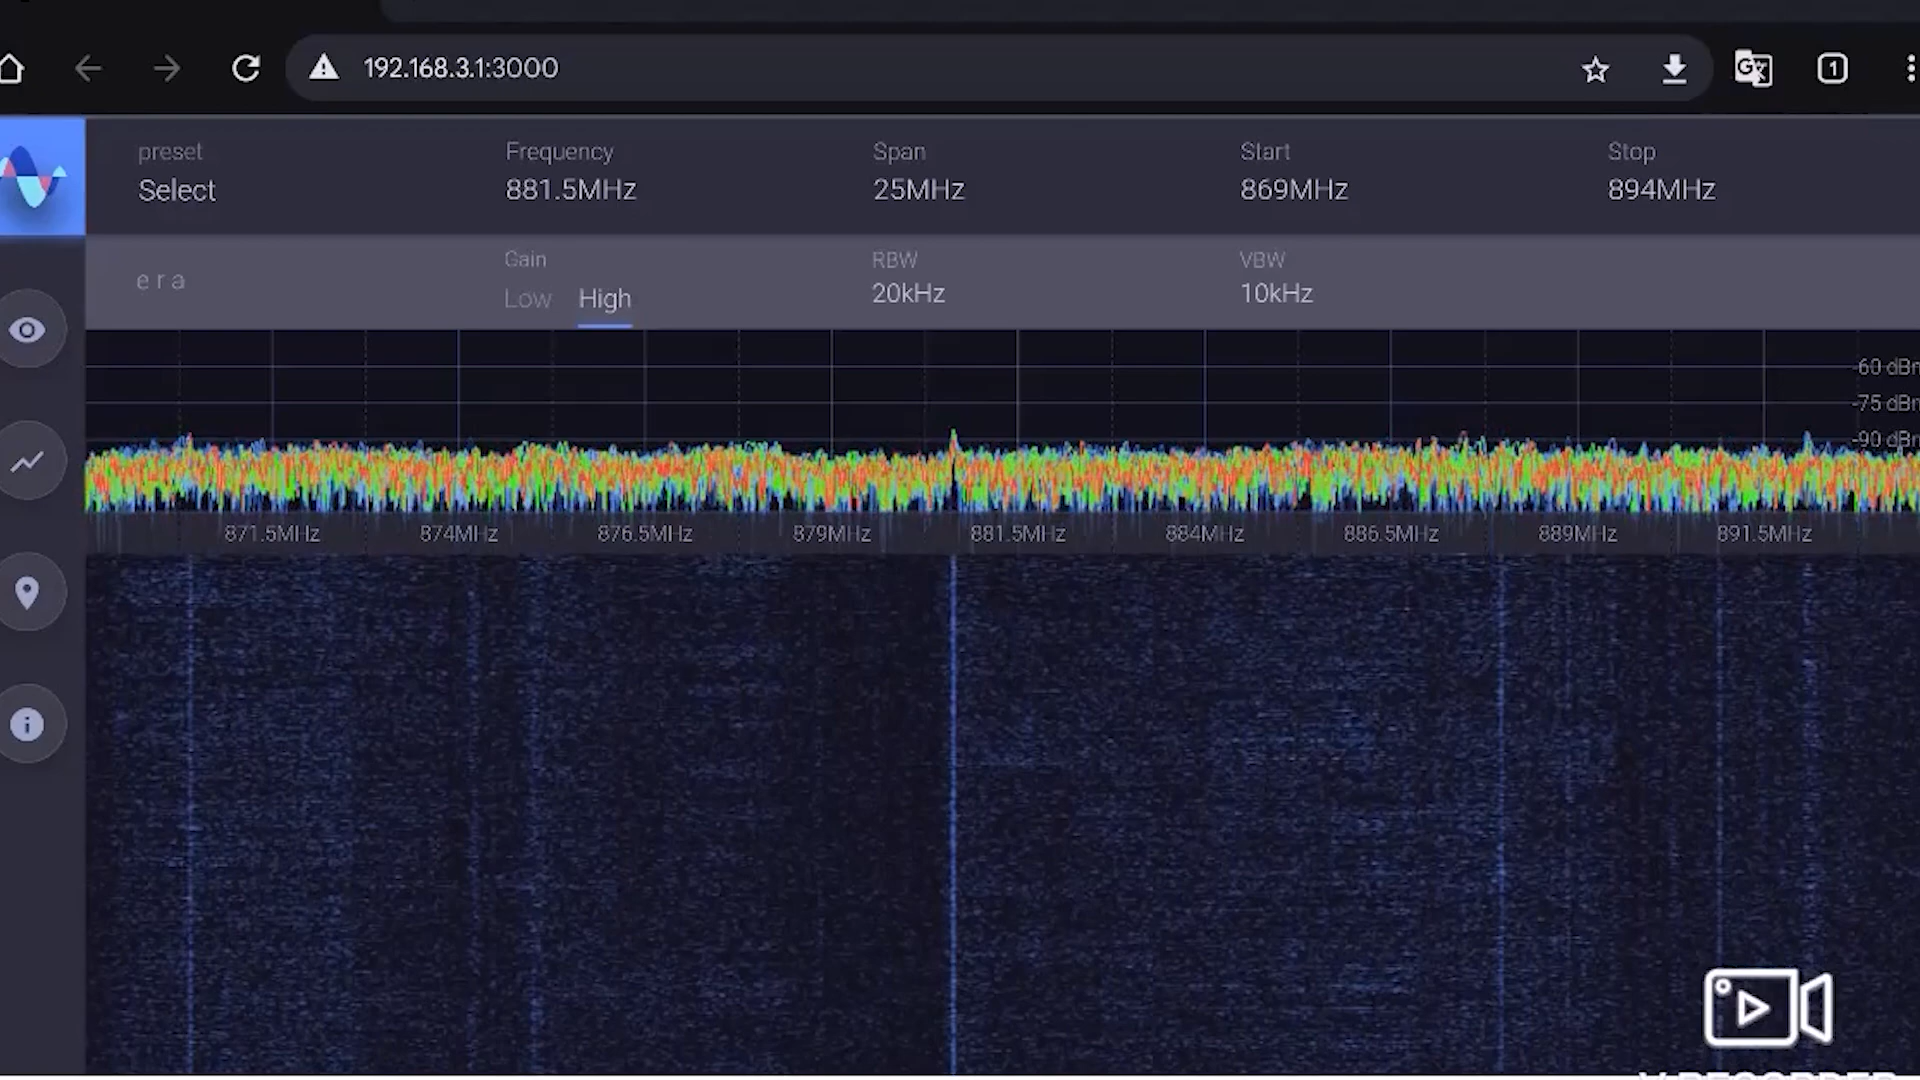 192.168.3.1:3000
1
preset Frequency Span Start Stop
Select 881.5MHz 25MHz 869MHz 894MHz
Gain RBW VBW
era Low High 20kHz 10kHz
-60 dBm
-75 dBm
-90 dBm
871.5MHz 874MHz 876.5MHz 879MHz 881.5MHz 884MHz 886.5MHz 889MHz 891.5MHz